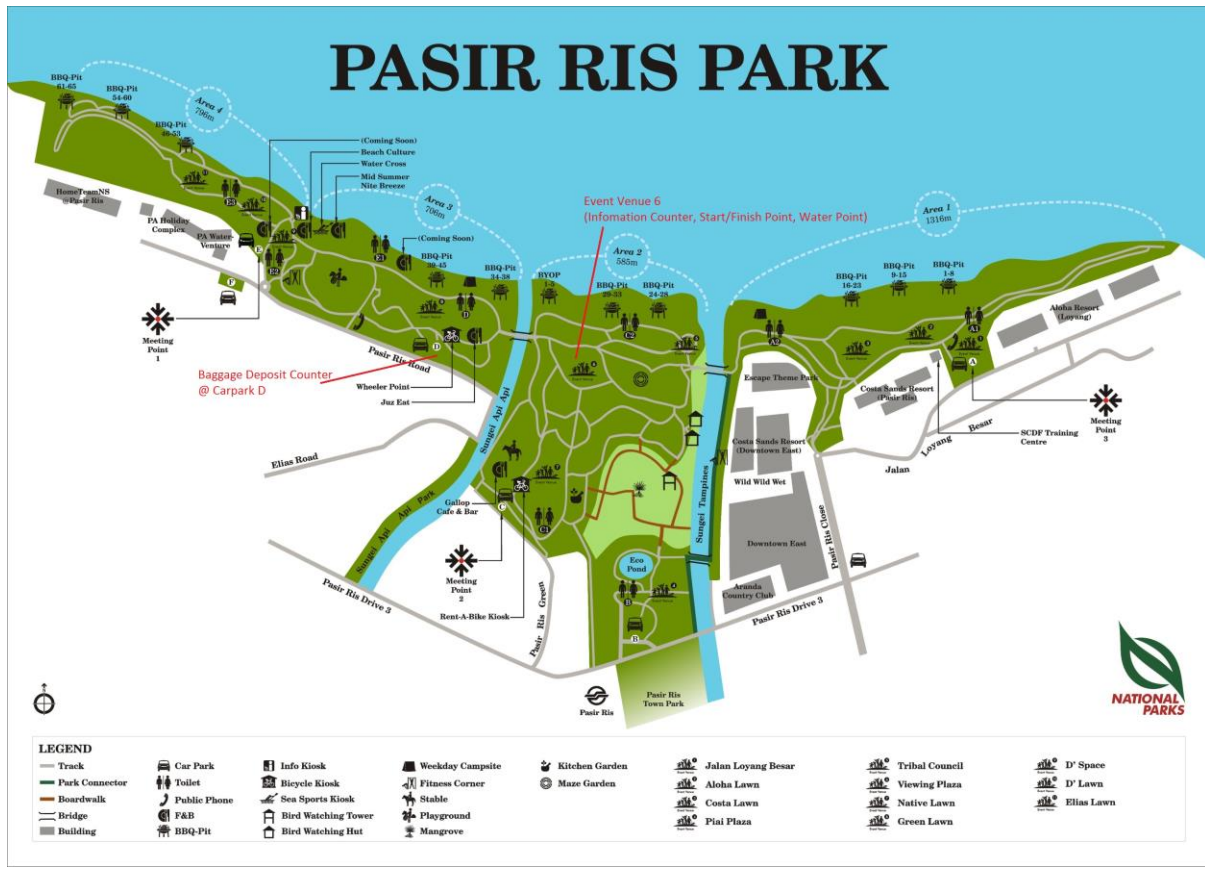 PASIR RIS PARK
BBQ-Pit
61-65
BBQ-Pit
54-60
BBQ-Pit
48-53
Area 4
796m
(Coming Soon)
Beach Culture
Water Cross
Mid Summer
Nite Breeze
Area 3
706m
Event Venue 6
(Infomation Counter, Start/Finish Point, Water Point)
Area 1
1316m
HomeTeamNS
@Pasir Ris
PA Holiday
Complex
PA Water-
Venture
E3
E
E2
F
E1
(Coming Soon)
BBQ-Pit
39-45
BBQ-Pit
34-38
BYOP
1-5
Area 2
585m
BBQ-Pit
29-33
BBQ-Pit
24-28
BBQ-Pit
16-23
BBQ-Pit
9-15
BBQ-Pit
1-8
Aloha Resort
(Loyang)
Meeting
Point
1
Pasir Ris Road
D
D
C2
A2
A1
A
Baggage Deposit Counter
@ Carpark D
Wheeler Point
Juz Eat
Escape Theme Park
Costa Sands Resort
(Pasir Ris)
Meeting
Point
3
SCDF Training
Centre
Jalan Loyang Besar
Elias Road
Sungei Api Api
Sungei Api Api Park
Gallop
Cafe & Bar
C
C1
Costa Sands Resort
(Downtown East)
Wild Wild Wet
Sungei Tampines
Downtown East
Pasir Ris Close
Meeting
Point
2
Rent-A-Bike Kiosk
Pasir Ris Drive 3
Pasir Ris Green
Eco
Pond
B
B
Aranda
Country Club
Pasir Ris Drive 3
Pasir Ris
Pasir Ris
Town Park
NATIONAL
PARKS
LEGEND
Track
Park Connector
Boardwalk
Bridge
Building
Car Park
Toilet
Public Phone
F&B
BBQ-Pit
Info Kiosk
Bicycle Kiosk
Sea Sports Kiosk
Bird Watching Tower
Bird Watching Hut
Weekday Campsite
Fitness Corner
Stable
Playground
Mangrove
Kitchen Garden
Maze Garden
Jalan Loyang Besar
Aloha Lawn
Costa Lawn
Piai Plaza
Tribal Council
Viewing Plaza
Native Lawn
Green Lawn
D' Space
D' Lawn
Elias Lawn